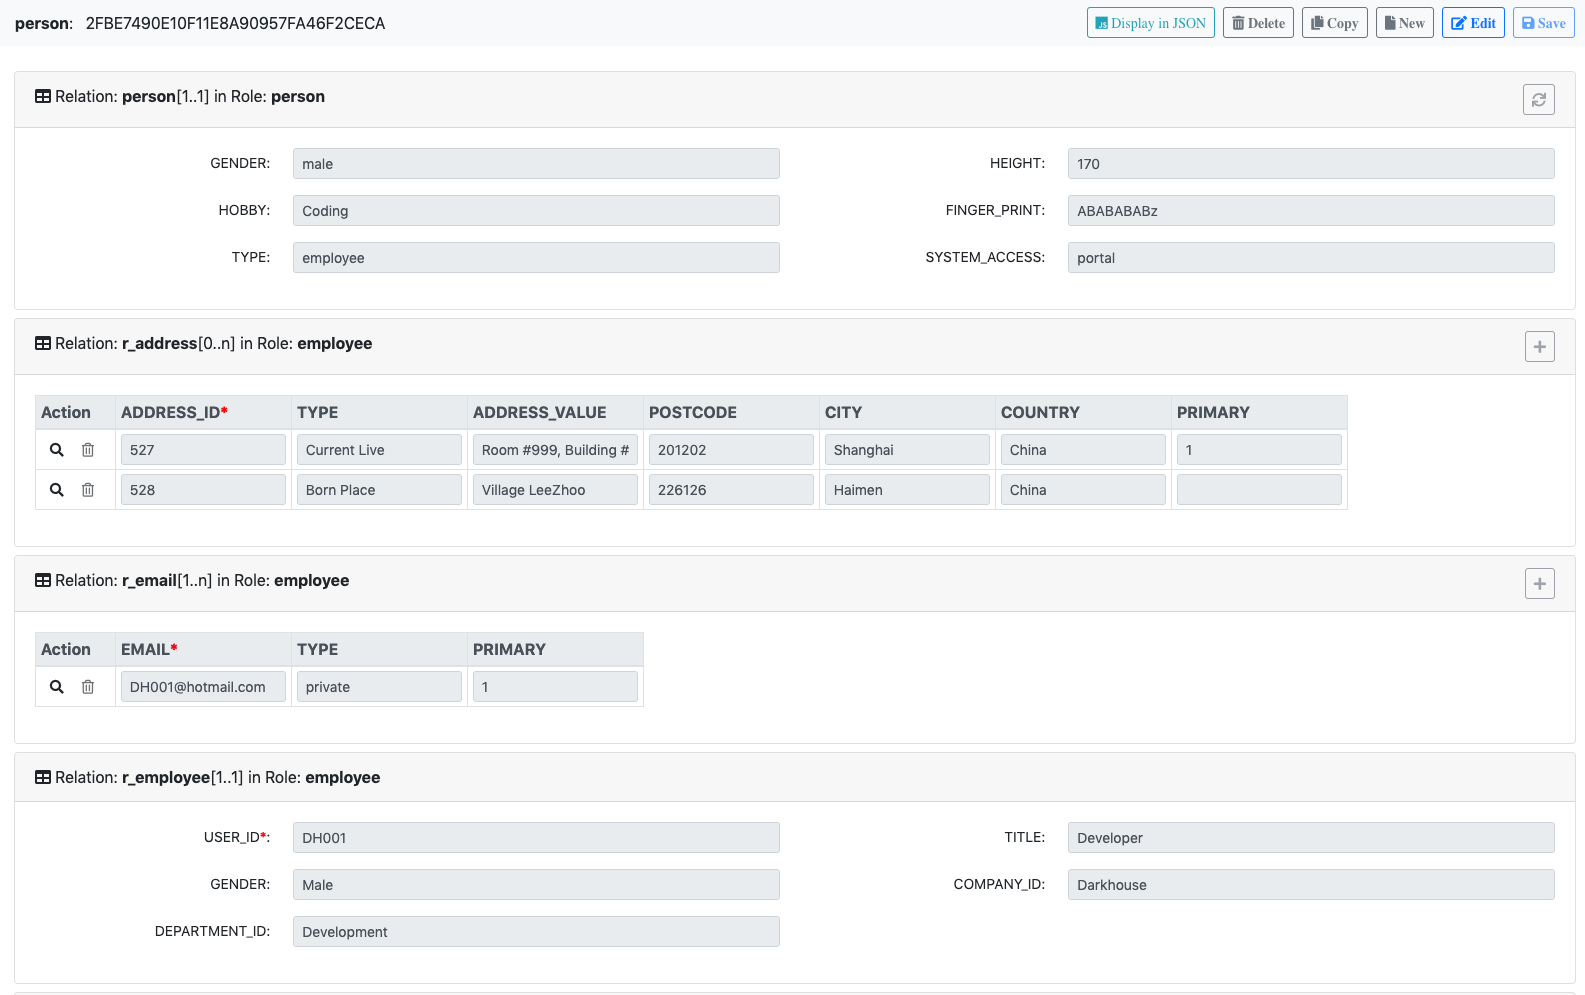 person: 2FBE7490E10F11E8A90957FA46F2CECA Display in JSON Delete Copy New Edit Save
Relation: person[1..1] in Role: person
GENDER: male HEIGHT: 170
HOBBY: Coding FINGER_PRINT: ABABABABz
TYPE: employee SYSTEM_ACCESS: portal
Relation: r_address[0..n] in Role: employee
Action ADDRESS_ID* TYPE ADDRESS_VALUE POSTCODE CITY COUNTRY PRIMARY
527 Current Live Room #999, Building # 201202 Shanghai China 1
528 Born Place Village LeeZhoo 226126 Haimen China
Relation: r_email[1..n] in Role: employee
Action EMAIL* TYPE PRIMARY
DH001@hotmail.com private 1
Relation: r_employee[1..1] in Role: employee
USER_ID*: DH001 TITLE: Developer
GENDER: Male COMPANY_ID: Darkhouse
DEPARTMENT_ID: Development